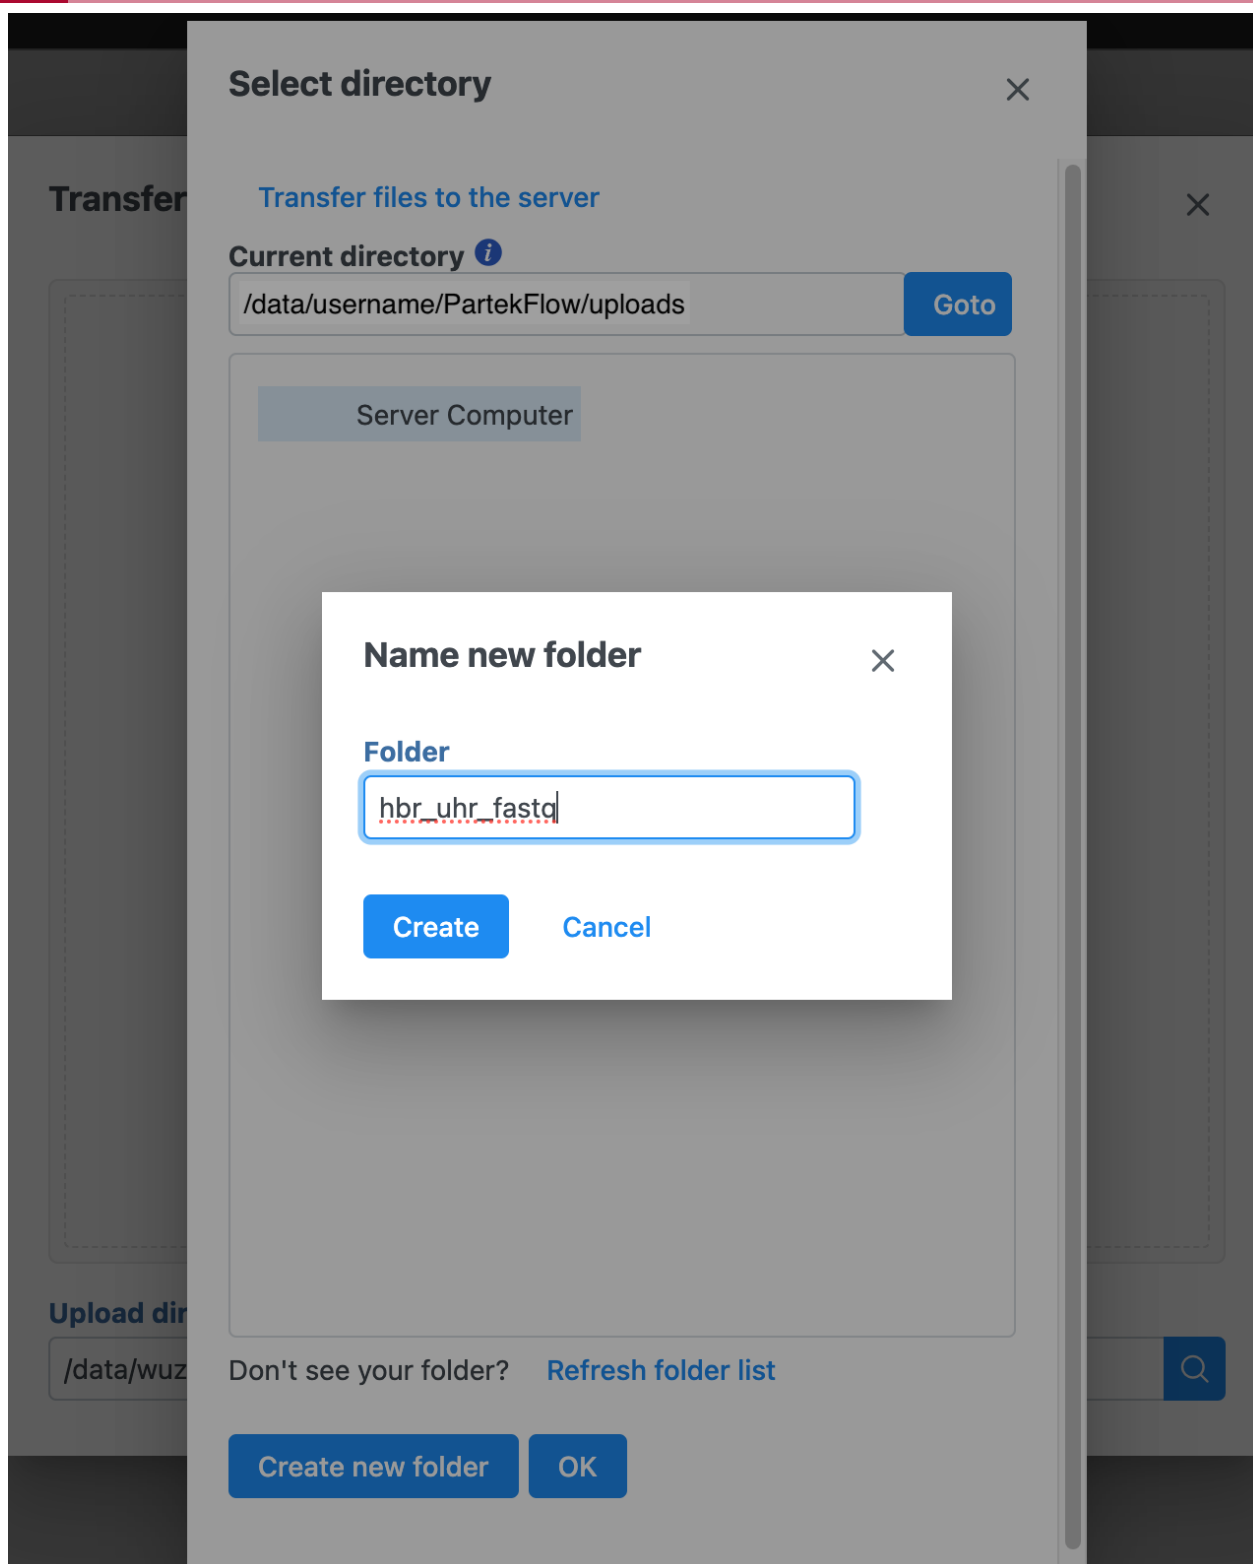 Select directory
Transfer
Transfer files to the server
Current directory i
/data/username/PartekFlow/uploads
Goto
Server Computer
Name new folder
Folder
hbr_uhr_fastq
Create Cancel
Upload dir
/data/wuz
Don't see your folder? Refresh folder list
Create new folder OK